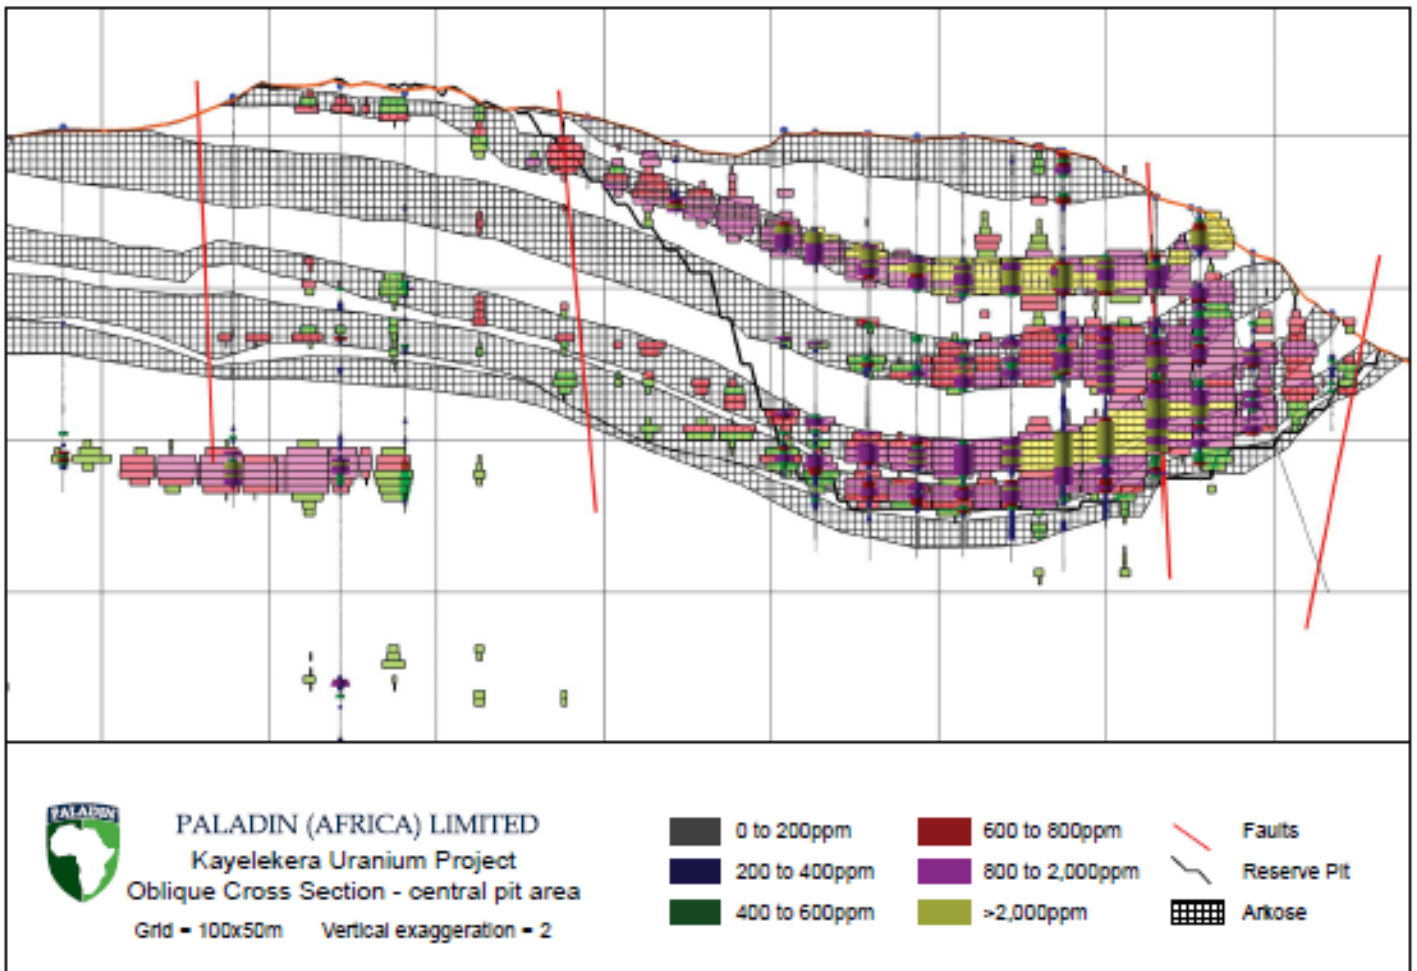 PALADIN
PALADIN (AFRICA) LIMITED
Kayelekera Uranium Project
Oblique Cross Section - central pit area
Grid = 100x50m Vertical exaggeration = 2
0 to 200ppm
200 to 400ppm
400 to 600ppm
600 to 800ppm
800 to 2,000ppm
>2,000ppm
Faults
Reserve Pit
Arkose